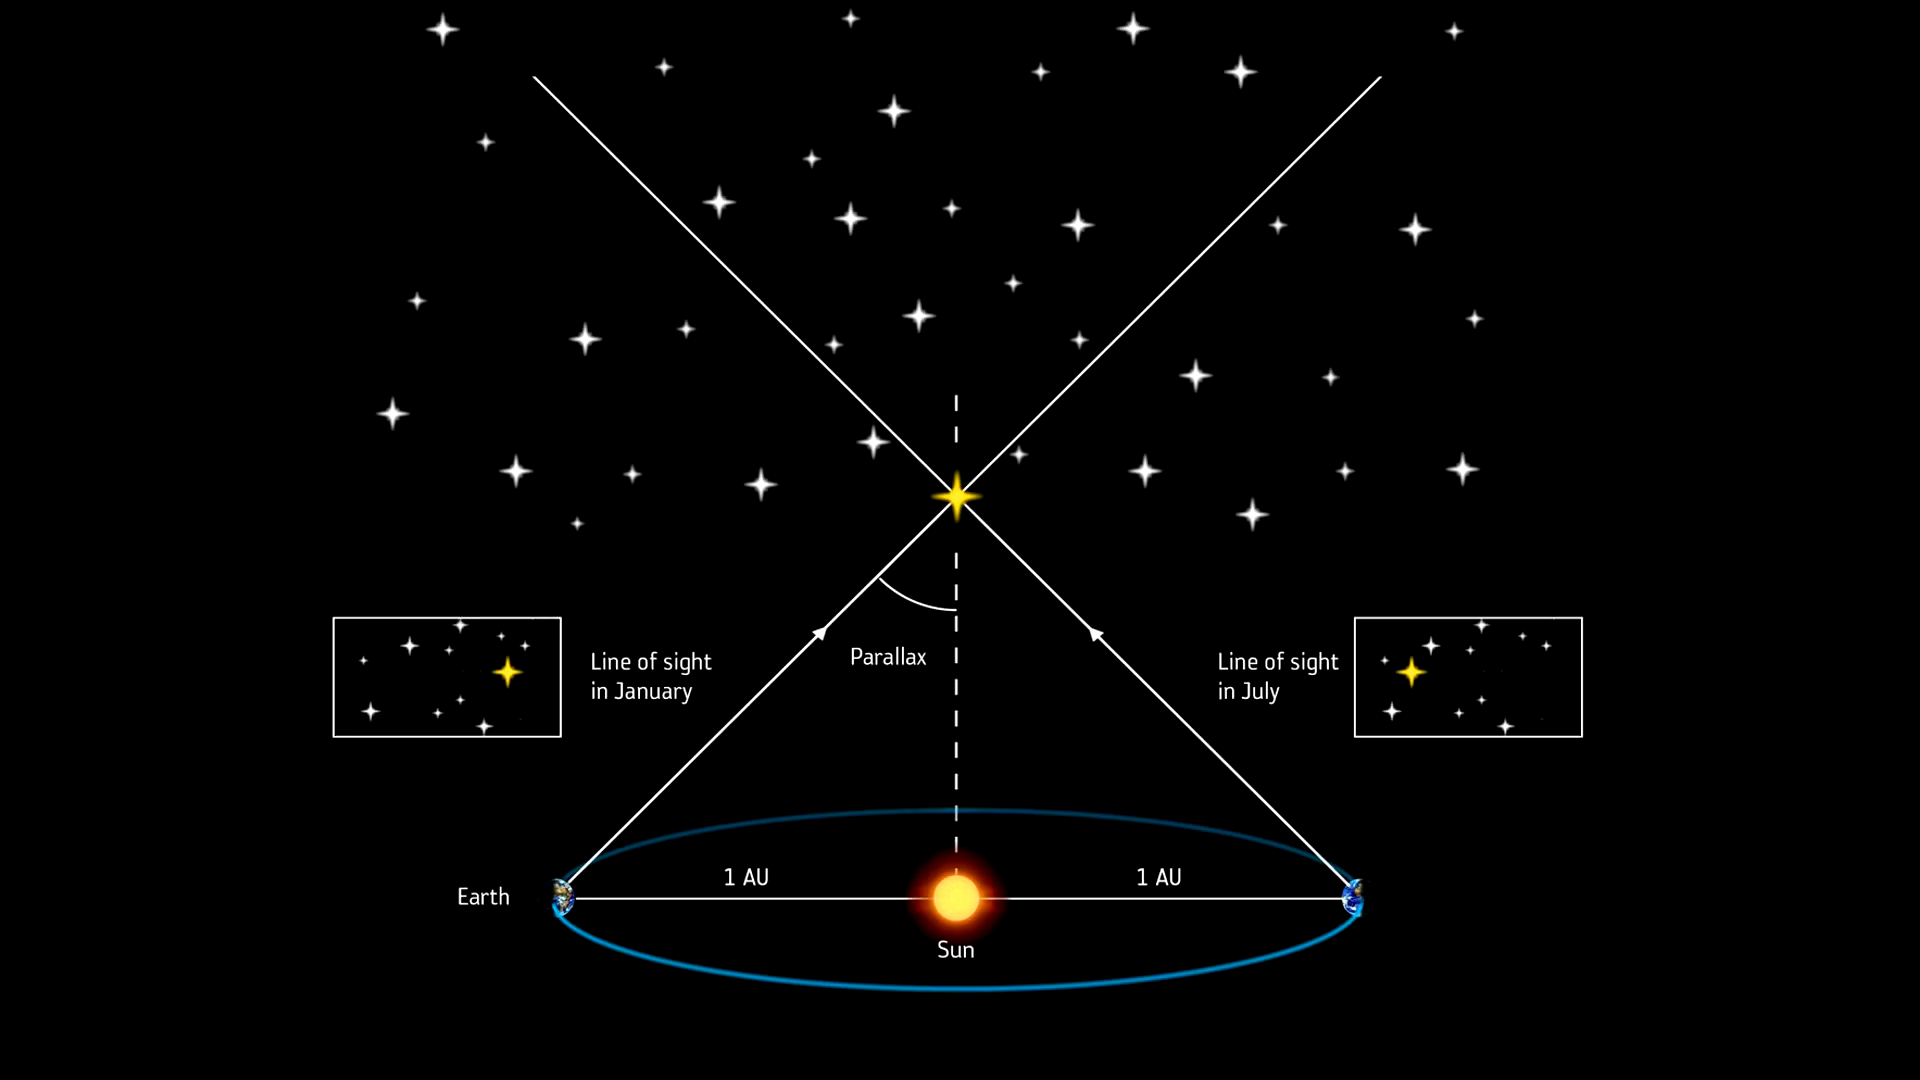 Line of sight
in January
Parallax
Line of sight
in July
1 AU
1 AU
Earth
Sun